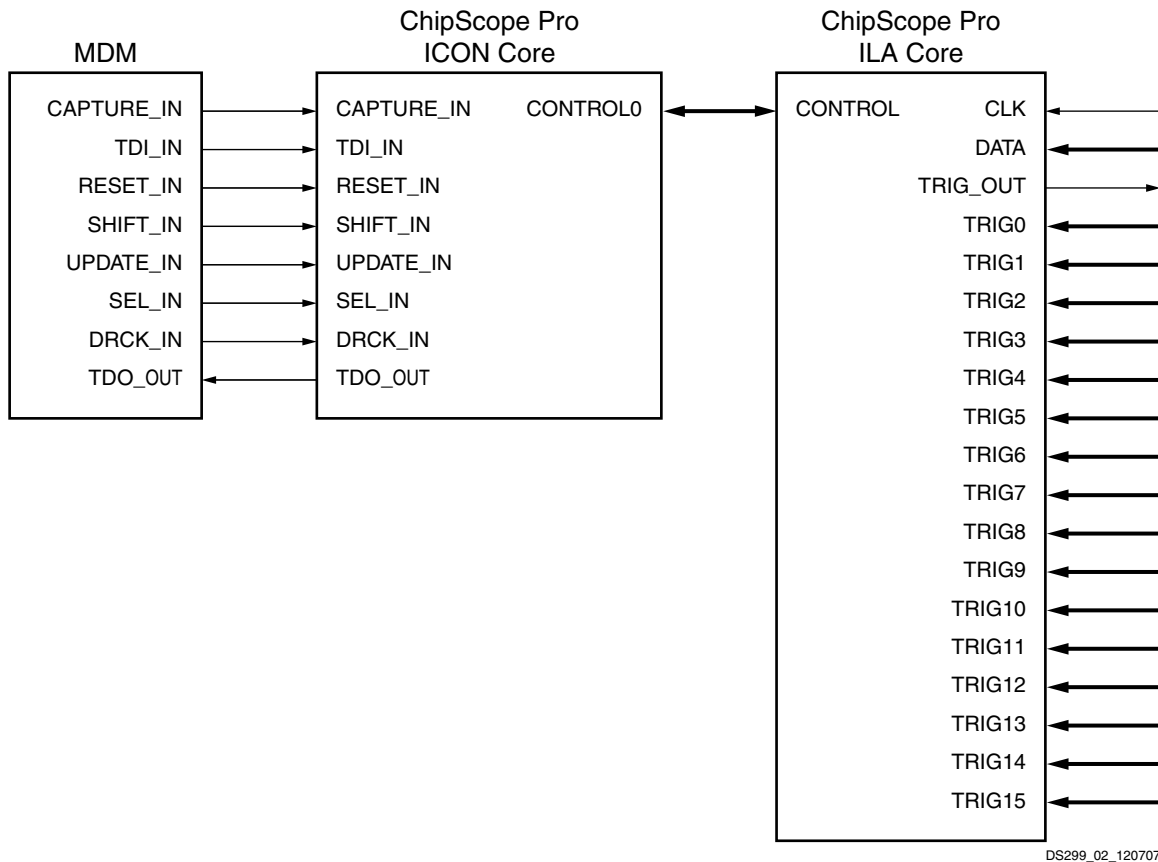 MDM
CAPTURE_IN
TDI_IN
RESET_IN
SHIFT_IN
UPDATE_IN
SEL_IN
DRCK_IN
TDO_OUT
ChipScope Pro
ICON Core
CAPTURE_IN CONTROL0
TDI_IN
RESET_IN
SHIFT_IN
UPDATE_IN
SEL_IN
DRCK_IN
TDO_OUT
ChipScope Pro
ILA Core
CONTROL CLK
DATA
TRIG_OUT
TRIG0
TRIG1
TRIG2
TRIG3
TRIG4
TRIG5
TRIG6
TRIG7
TRIG8
TRIG9
TRIG10
TRIG11
TRIG12
TRIG13
TRIG14
TRIG15
DS299_02_120707